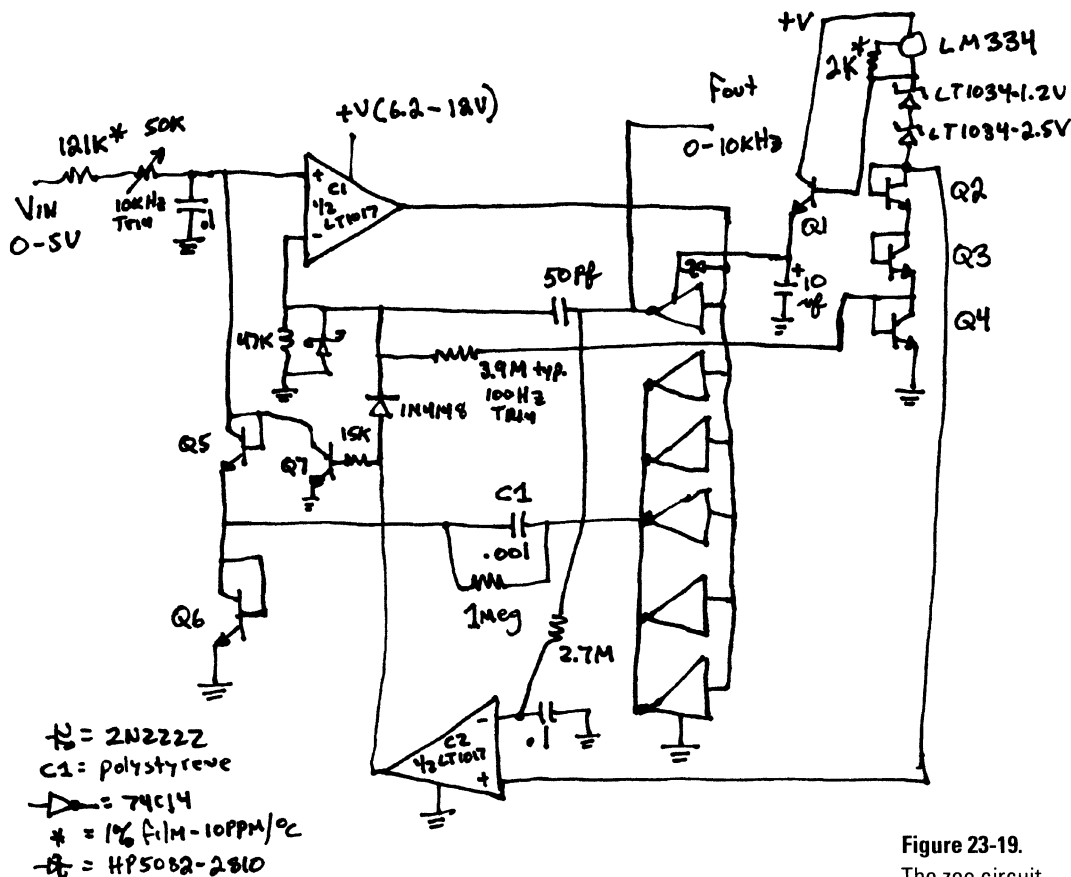 +V
LM334
2K*
LT1034-1.2V
LT1034-2.5V
Fout
0-10KHz
+V (6.2-12V)
121K* 50K
10KHz
TRIM
VIN
0-5V
.1
+
C1
1/2
LT1017
-
Q1
Q2
Q3
Q4
+10
uf
50Pf
47K
3.9M typ.
100Hz
TRIM
1N4148
15K
Q5
Q7
C1
.001
1Meg
Q6
2.7M
-
C2
1/2 LT1017
+
.1
= 2N2222
C1 = polystyrene
= 74C14
* = 1% film-10PPM/°C
= HP5082-2810
Figure 23-19.
The zoo circuit